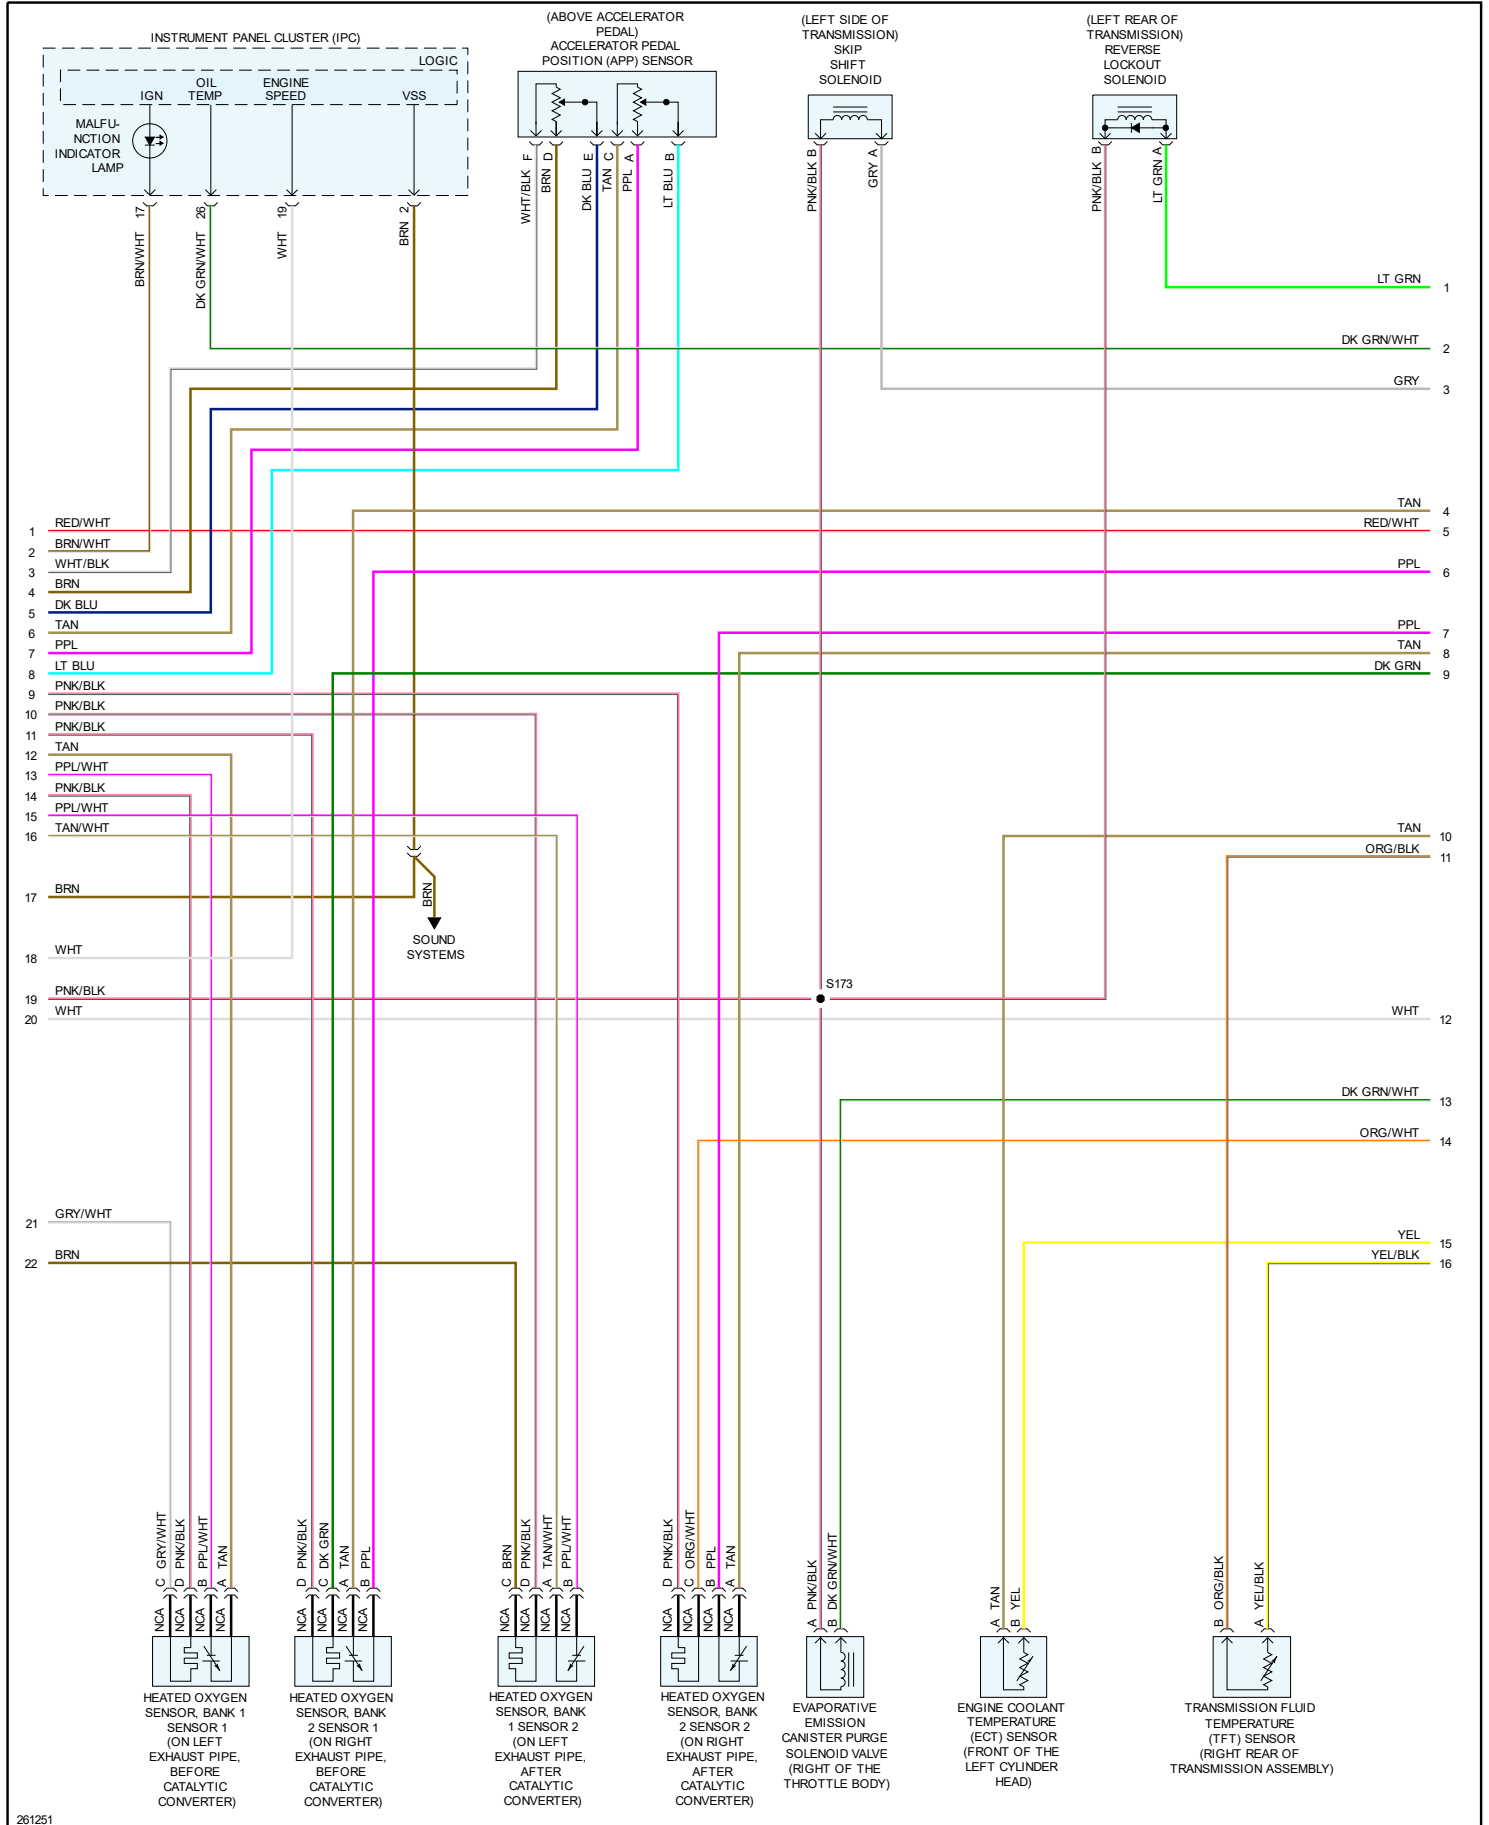 INSTRUMENT PANEL CLUSTER (IPC)
LOGIC
IGN
OIL
TEMP
ENGINE
SPEED
VSS
MALFU-
NCTION
INDICATOR
LAMP
17
26
19
2
BRN/WHT
DK GRN/WHT
WHT
BRN
(ABOVE ACCELERATOR
PEDAL)
ACCELERATOR PEDAL
POSITION (APP) SENSOR
F
D
E
C
A
B
WHT/BLK
BRN
DK BLU
TAN
PPL
LT BLU
(LEFT SIDE OF
TRANSMISSION)
SKIP
SHIFT
SOLENOID
PNK/BLK B
GRY A
(LEFT REAR OF
TRANSMISSION)
REVERSE
LOCKOUT
SOLENOID
PNK/BLK B
LT GRN A
LT GRN 1
DK GRN/WHT 2
GRY 3
TAN 4
RED/WHT 5
PPL 6
PPL 7
TAN 8
DK GRN 9
TAN 10
ORG/BLK 11
WHT 12
DK GRN/WHT 13
ORG/WHT 14
YEL 15
YEL/BLK 16
1 RED/WHT
2 BRN/WHT
3 WHT/BLK
4 BRN
5 DK BLU
6 TAN
7 PPL
8 LT BLU
9 PNK/BLK
10 PNK/BLK
11 PNK/BLK
12 TAN
13 PPL/WHT
14 PNK/BLK
15 PPL/WHT
16 TAN/WHT
17 BRN
18 WHT
19 PNK/BLK
20 WHT
21 GRY/WHT
22 BRN
BRN
SOUND
SYSTEMS
S173
C GRY/WHT
D PNK/BLK
B PPL/WHT
A TAN
NCA
NCA
NCA
NCA
HEATED OXYGEN
SENSOR, BANK 1
SENSOR 1
(ON LEFT
EXHAUST PIPE,
BEFORE
CATALYTIC
CONVERTER)
D PNK/BLK
C DK GRN
A TAN
B PPL
NCA
NCA
NCA
NCA
HEATED OXYGEN
SENSOR, BANK
2 SENSOR 1
(ON RIGHT
EXHAUST PIPE,
BEFORE
CATALYTIC
CONVERTER)
C BRN
D PNK/BLK
A TAN/WHT
B PPL/WHT
NCA
NCA
NCA
NCA
HEATED OXYGEN
SENSOR, BANK
1 SENSOR 2
(ON LEFT
EXHAUST PIPE,
AFTER
CATALYTIC
CONVERTER)
D PNK/BLK
C ORG/WHT
B PPL
A TAN
NCA
NCA
NCA
NCA
HEATED OXYGEN
SENSOR, BANK
2 SENSOR 2
(ON RIGHT
EXHAUST PIPE,
AFTER
CATALYTIC
CONVERTER)
A PNK/BLK
B DK GRN/WHT
EVAPORATIVE
EMISSION
CANISTER PURGE
SOLENOID VALVE
(RIGHT OF THE
THROTTLE BODY)
A TAN
B YEL
ENGINE COOLANT
TEMPERATURE
(ECT) SENSOR
(FRONT OF THE
LEFT CYLINDER
HEAD)
B ORG/BLK
A YEL/BLK
TRANSMISSION FLUID
TEMPERATURE
(TFT) SENSOR
(RIGHT REAR OF
TRANSMISSION ASSEMBLY)
261251